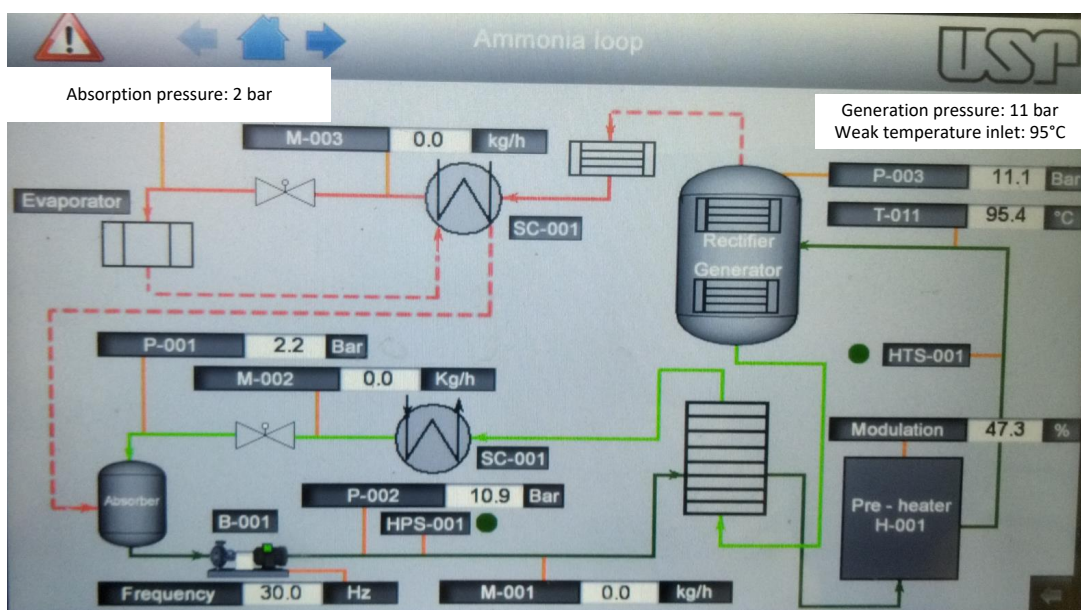 Ammonia loop
USP
Absorption pressure: 2 bar
Generation pressure: 11 bar
Weak temperature inlet: 95°C
M-003 0.0 kg/h
P-003 11.1 Bar
T-011 95.4 °C
Evaporator
SC-001
Rectifier
Generator
P-001 2.2 Bar
HTS-001
M-002 0.0 Kg/h
Modulation 47.3 %
SC-001
Absorber
P-002 10.9 Bar
Pre - heater
H-001
B-001
HPS-001
Frequency 30.0 Hz
M-001 0.0 kg/h